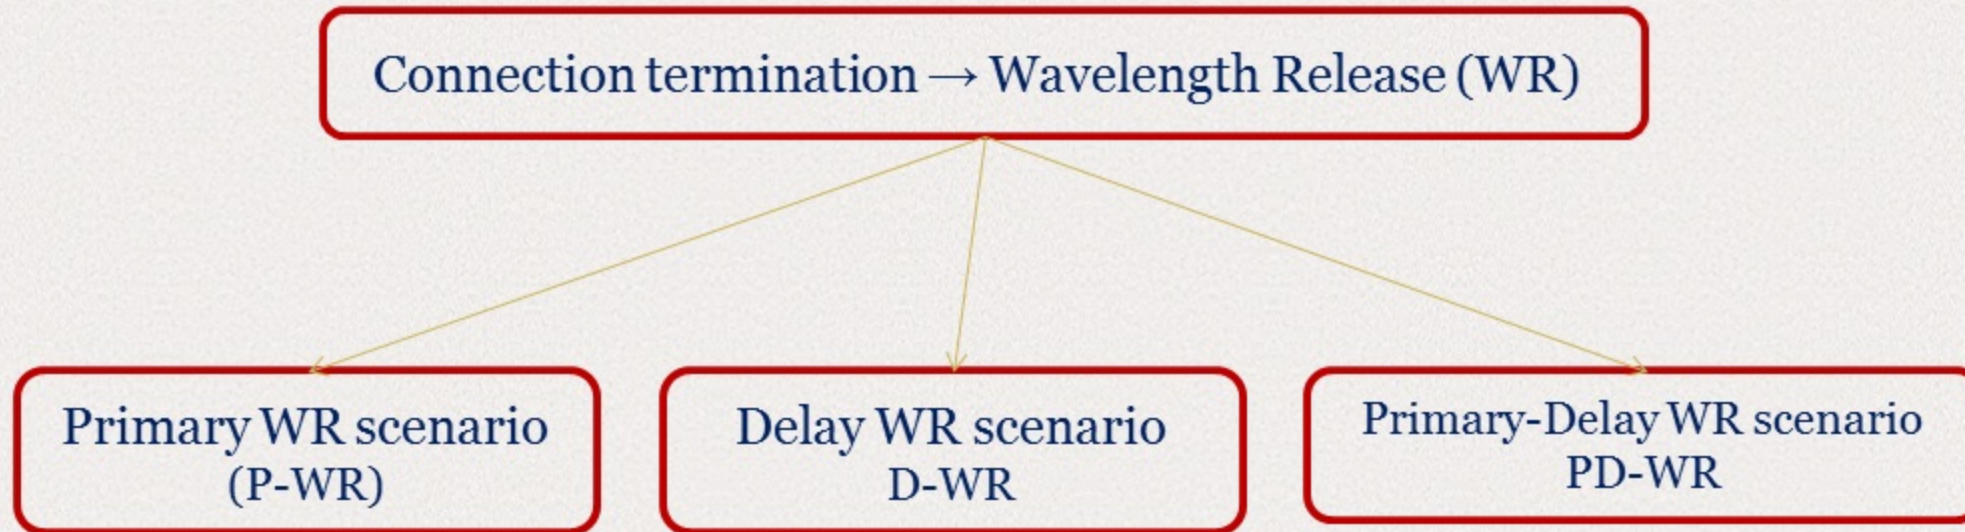 Connection termination → Wavelength Release (WR)
Primary WR scenario
(P-WR)
Delay WR scenario
D-WR
Primary-Delay WR scenario
PD-WR